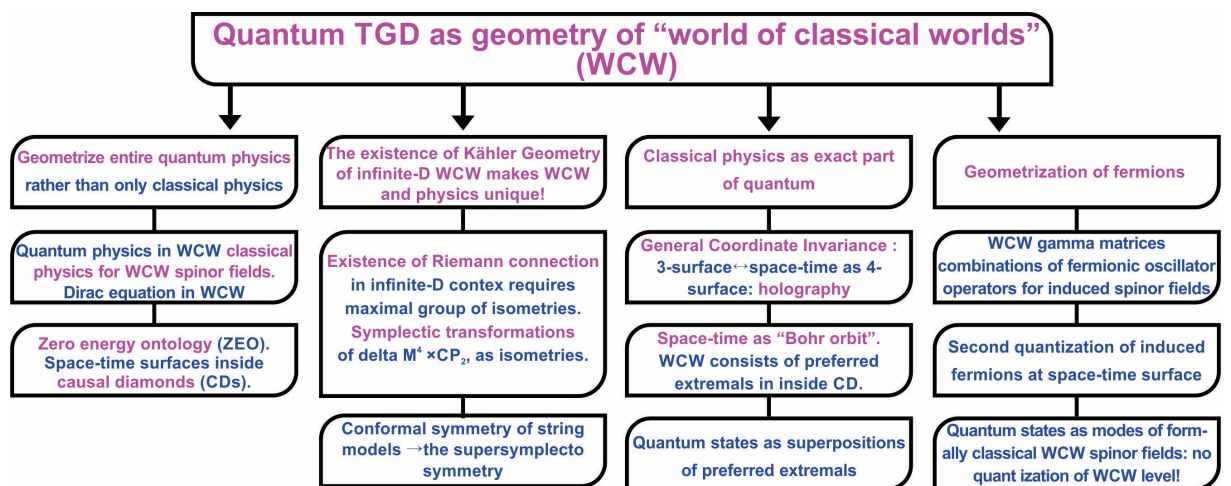 Quantum TGD as geometry of “world of classical worlds”
(WCW)
Geometrize entire quantum physics
rather than only classical physics
Quantum physics in WCW classical
physics for WCW spinor fields.
Dirac equation in WCW
Zero energy ontology (ZEO).
Space-time surfaces inside
causal diamonds (CDs).
The existence of Kähler Geometry
of infinite-D WCW makes WCW
and physics unique!
Existence of Riemann connection
in infinite-D contex requires
maximal group of isometries.
Symplectic transformations
of delta M⁴ ×CP₂, as isometries.
Conformal symmetry of string
models →the supersymplecto
symmetry
Classical physics as exact part
of quantum
General Coordinate Invariance :
3-surface↔space-time as 4-
surface: holography
Space-time as “Bohr orbit”.
WCW consists of preferred
extremals in inside CD.
Quantum states as superpositions
of preferred extremals
Geometrization of fermions
WCW gamma matrices
combinations of fermionic oscillator
operators for induced spinor fields
Second quantization of induced
fermions at space-time surface
Quantum states as modes of form-
ally classical WCW spinor fields: no
quant ization of WCW level!